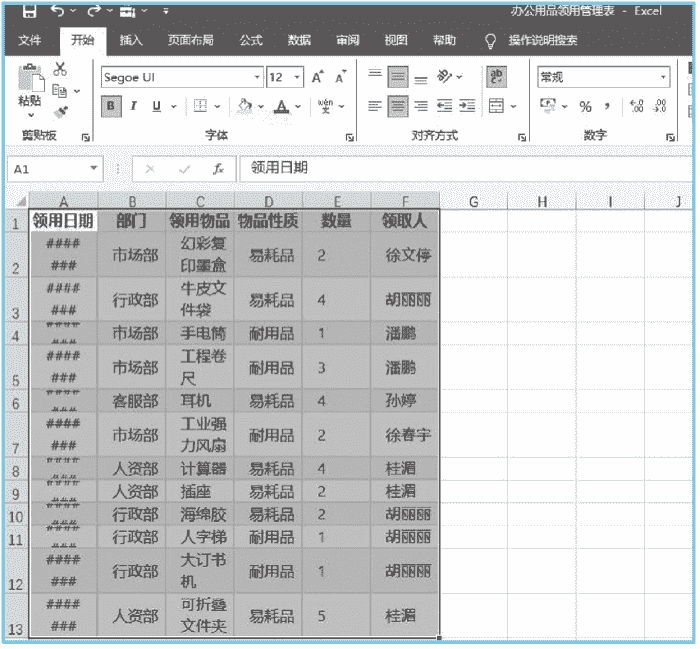 办公用品领用管理表 - Excel
文件 开始 插入 页面布局 公式 数据 审阅 视图 帮助 操作说明搜索
粘贴
Segoe UI 12 A A
ab
常规
B I U A wén 文
% , .00
剪贴板 字体 对齐方式 数字
A1 fx 领用日期
A B C D E F G H I J
1 领用日期 部门 领用物品 物品性质 数量 领取人
2 #######  市场部 幻彩复印墨盒 易耗品 2 徐文停
3 ####### 行政部 牛皮文件袋 易耗品 4 胡丽丽
4 ####### 市场部 手电筒 耐用品 1 潘鹏
5 ####### 市场部 工程卷尺 耐用品 3 潘鹏
6 ####### 客服部 耳机 易耗品 4 孙婷
7 ####### 市场部 工业强力风扇 耐用品 2 徐春宇
8 ####### 人资部 计算器 易耗品 4 桂湄
9 ####### 人资部 插座 易耗品 2 桂湄
10 ####### 行政部 海绵胶 易耗品 2 胡丽丽
11 ####### 行政部 人字梯 耐用品 1 胡丽丽
12 ####### 行政部 大订书机 耐用品 1 胡丽丽
13 ####### 人资部 可折叠文件夹 易耗品 5 桂湄